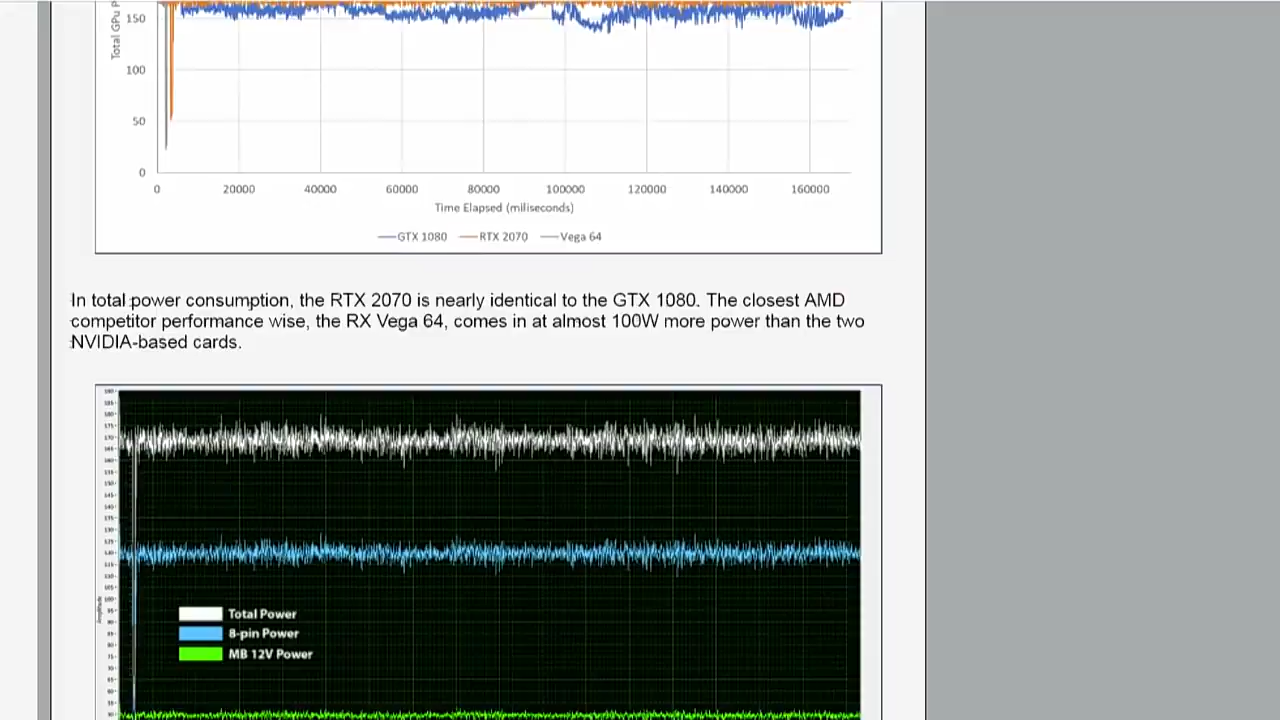 Total GPU P
150
100
50
0
0 20000 40000 60000 80000 100000 120000 140000 160000
Time Elapsed (miliseconds)
GTX 1080 RTX 2070 Vega 64
In total power consumption, the RTX 2070 is nearly identical to the GTX 1080. The closest AMD
competitor performance wise, the RX Vega 64, comes in at almost 100W more power than the two
NVIDIA-based cards.
Total Power
8-pin Power
MB 12V Power